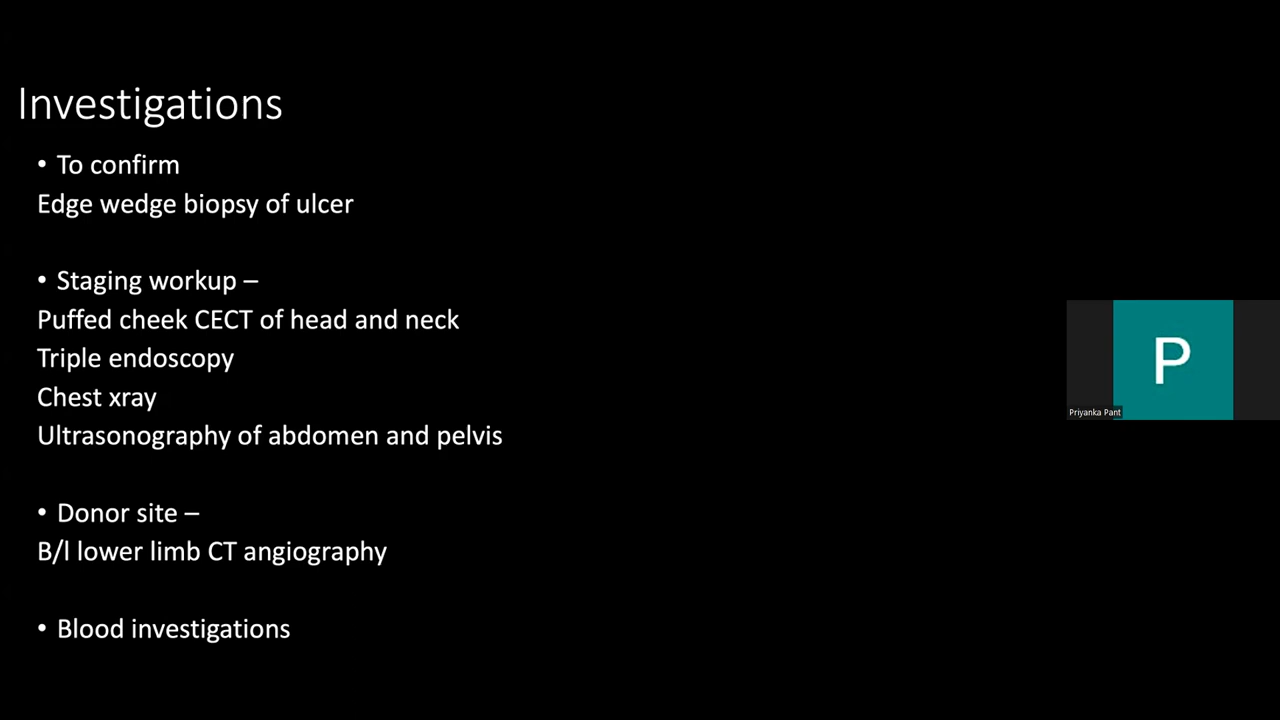 Investigations
• To confirm
Edge wedge biopsy of ulcer
• Staging workup –
Puffed cheek CECT of head and neck
Triple endoscopy
Chest xray
Ultrasonography of abdomen and pelvis
• Donor site –
B/l lower limb CT angiography
• Blood investigations
P
Priyanka Pant